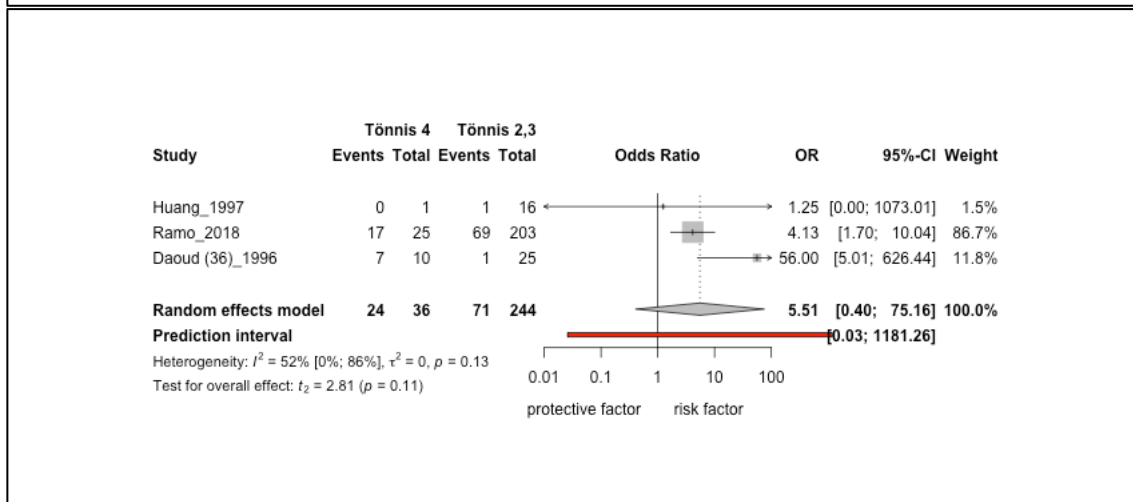 Tönnis 4 Tönnis 2,3
Study Events Total Events Total Odds Ratio OR 95%-CI Weight
Huang_1997 0 1 1 16 1.25 [0.00; 1073.01] 1.5%
Ramo_2018 17 25 69 203 4.13 [1.70; 10.04] 86.7%
Daoud (36)_1996 7 10 1 25 56.00 [5.01; 626.44] 11.8%
Random effects model 24 36 71 244 5.51 [0.40; 75.16] 100.0%
Prediction interval [0.03; 1181.26]
Heterogeneity: I² = 52% [0%; 86%], τ² = 0, p = 0.13
Test for overall effect: t₂ = 2.81 (p = 0.11)
0.01 0.1 1 10 100
protective factor risk factor